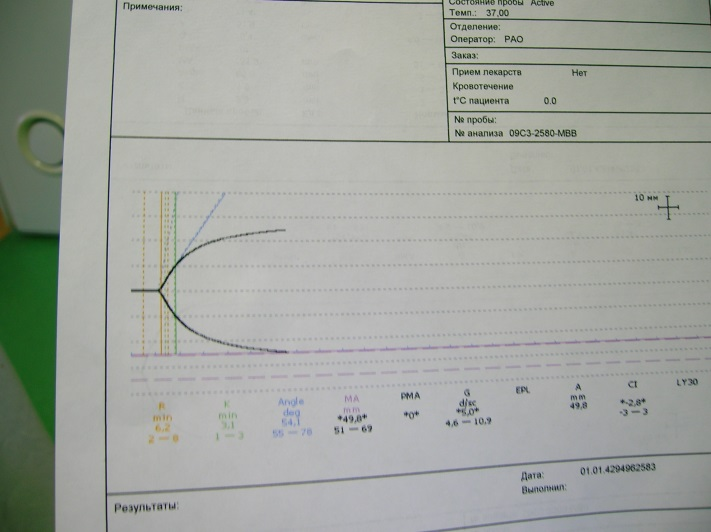 Примечания:
Состояние пробы Active
Темп.: 37,00
Отделение:
Оператор: РАО
Заказ:
Прием лекарств Нет
Кровотечение
t°C пациента 0.0
№ пробы:
№ анализа 09C3-2580-MBB
10 мм
R K Angle MA PMA G EPL A CI LY30
min min deg mm d/sc mm
6,2 3,1 54,1 *49,8* *0* *5,0* 49,8 *-2,8*
2 — 8 1 — 3 55 — 78 51 — 69 4,6 — 10,9 -3 — 3
Дата: 01.01.4294962583
Выполнил:
Результаты: